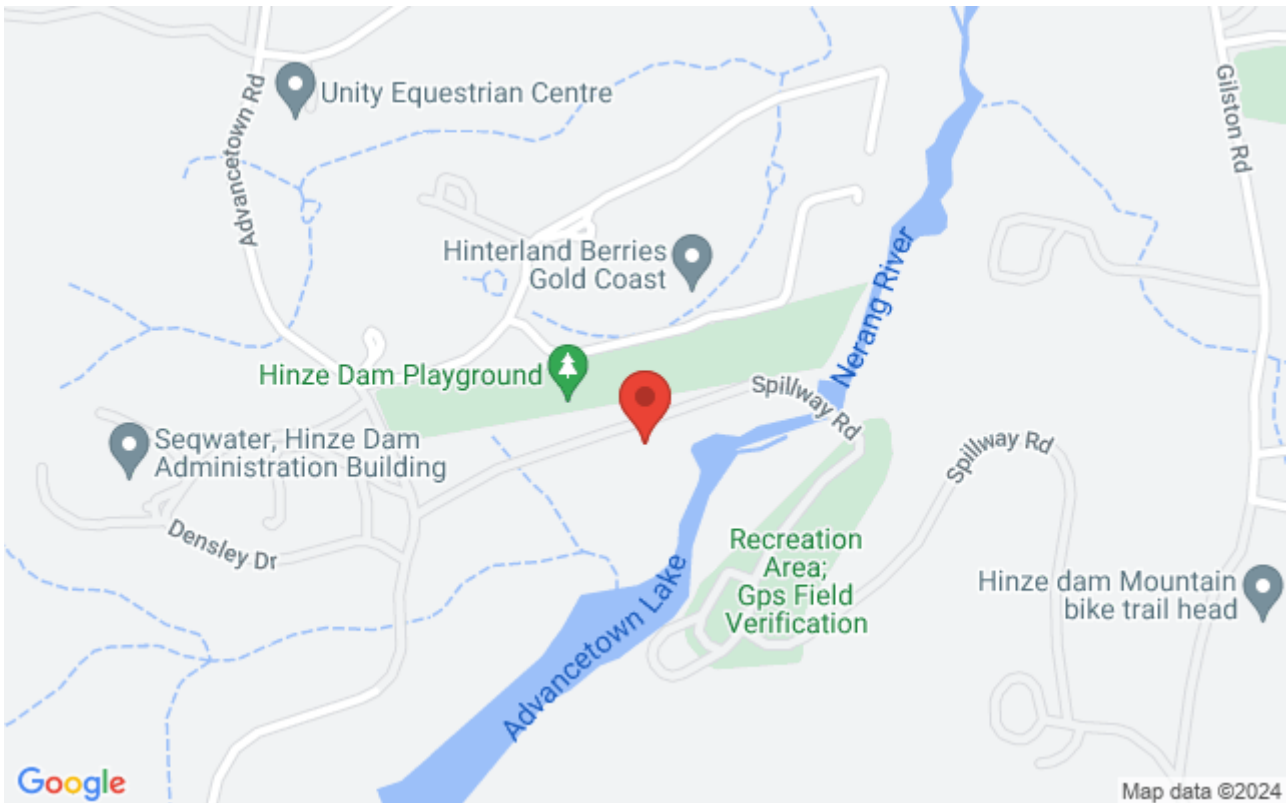 Unity Equestrian Centre
Advancetown Rd
Gilston Rd
Hinterland Berries
Gold Coast
Nerang River
Hinze Dam Playground
Spillway Rd
Seqwater, Hinze Dam
Administration Building
Spillway Rd
Densley Dr
Recreation
Area;
Gps Field
Verification
Hinze dam Mountain
bike trail head
Advancetown Lake
Google
Map data ©2024